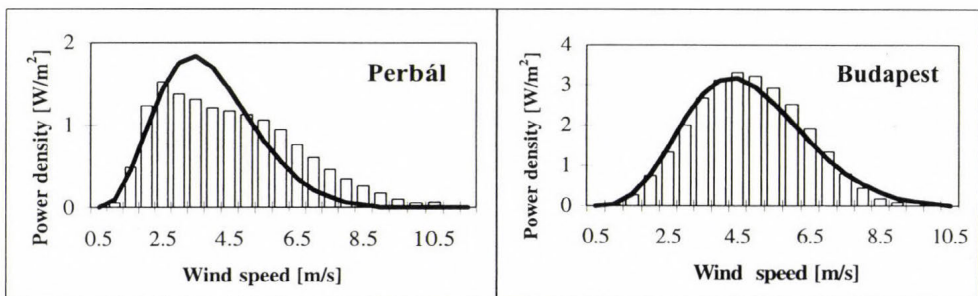 Perbál
Power density [W/m²]
2
1
0
0.5 2.5 4.5 6.5 8.5 10.5
Wind speed [m/s]
Budapest
Power density [W/m²]
4
3
2
1
0
0.5 2.5 4.5 6.5 8.5 10.5
Wind speed [m/s]